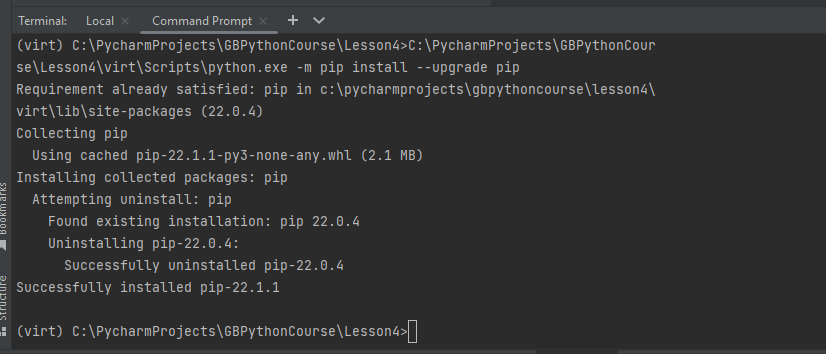 Terminal: Local × Command Prompt × +
(virt) C:\PycharmProjects\GBPythonCourse\Lesson4>C:\PycharmProjects\GBPythonCour
se\Lesson4\virt\Scripts\python.exe -m pip install --upgrade pip
Requirement already satisfied: pip in c:\pycharmprojects\gbpythoncourse\lesson4\
virt\lib\site-packages (22.0.4)
Collecting pip
  Using cached pip-22.1.1-py3-none-any.whl (2.1 MB)
Installing collected packages: pip
  Attempting uninstall: pip
    Found existing installation: pip 22.0.4
    Uninstalling pip-22.0.4:
      Successfully uninstalled pip-22.0.4
Successfully installed pip-22.1.1
(virt) C:\PycharmProjects\GBPythonCourse\Lesson4>
Bookmarks
Structure